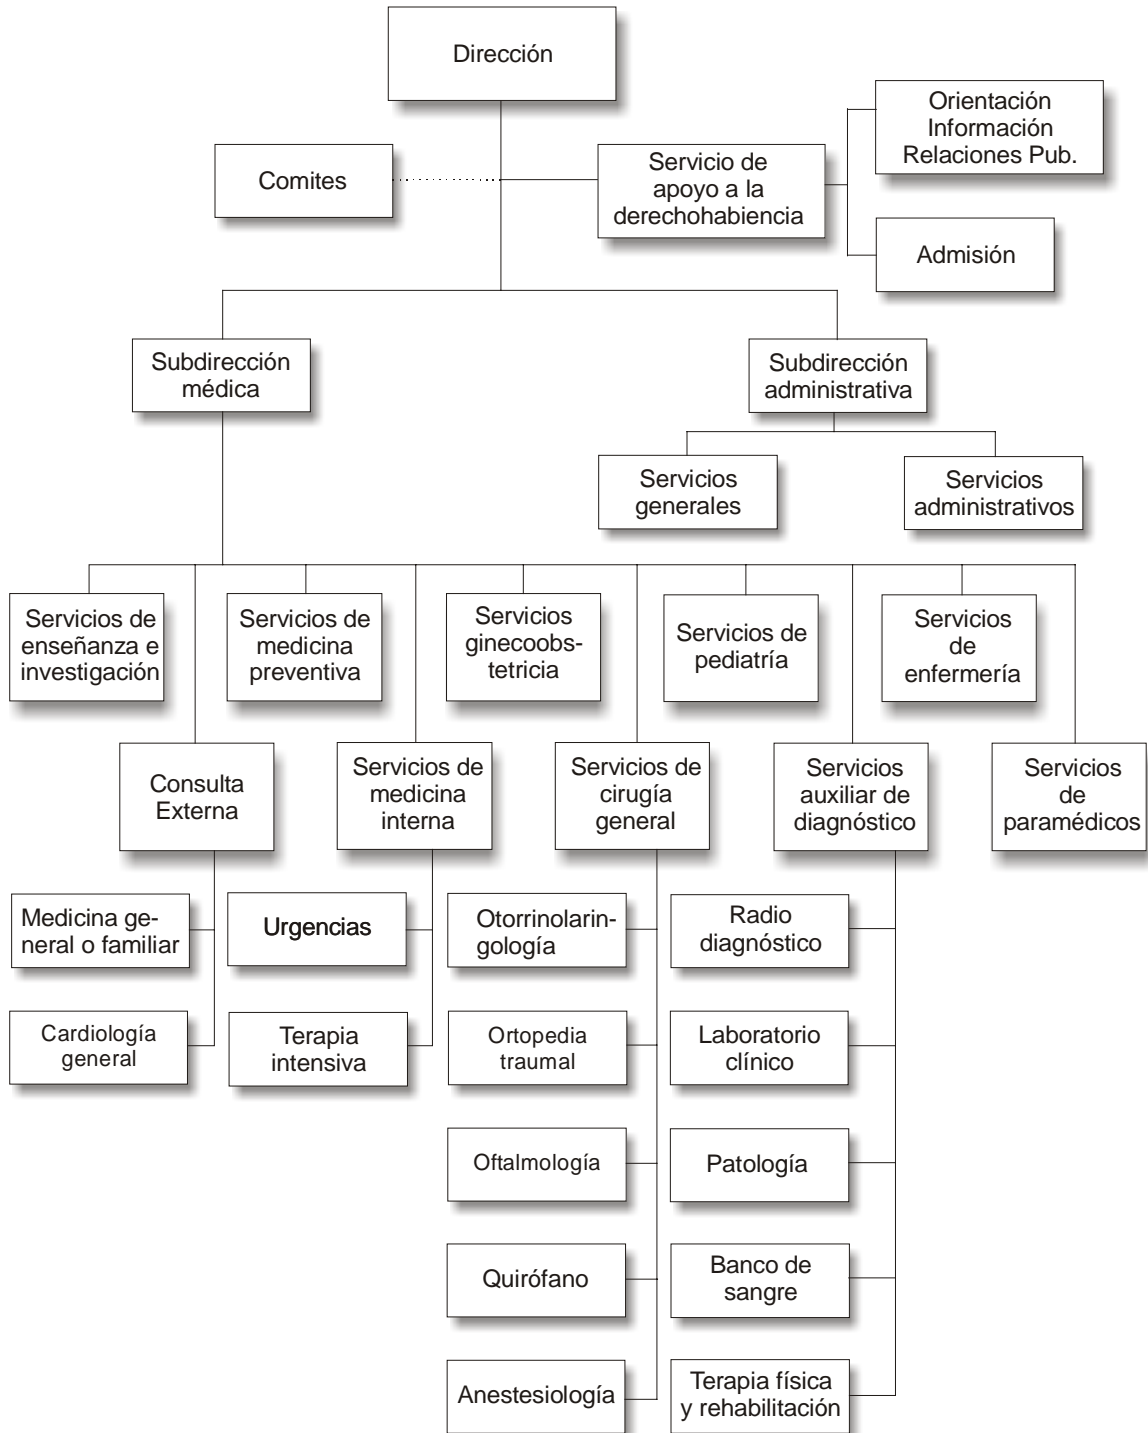 Dirección
Orientación
Información
Relaciones Pub.
Comites
Servicio de
apoyo a la
derechohabiencia
Admisión
Subdirección
médica
Subdirección
administrativa
Servicios
generales
Servicios
administrativos
Servicios de
enseñanza e
investigación
Servicios de
medicina
preventiva
Servicios
ginecoobs-
tetricia
Servicios de
pediatría
Servicios
de
enfermería
Consulta
Externa
Servicios de
medicina
interna
Servicios de
cirugía
general
Servicios
auxiliar de
diagnóstico
Servicios
de
paramédicos
Medicina ge-
neral o familiar
Urgencias
Otorrinolarin-
gología
Radio
diagnóstico
Cardiología
general
Terapia
intensiva
Ortopedia
traumal
Laboratorio
clínico
Oftalmología
Patología
Quirófano
Banco de
sangre
Anestesiología
Terapia física
y rehabilitación